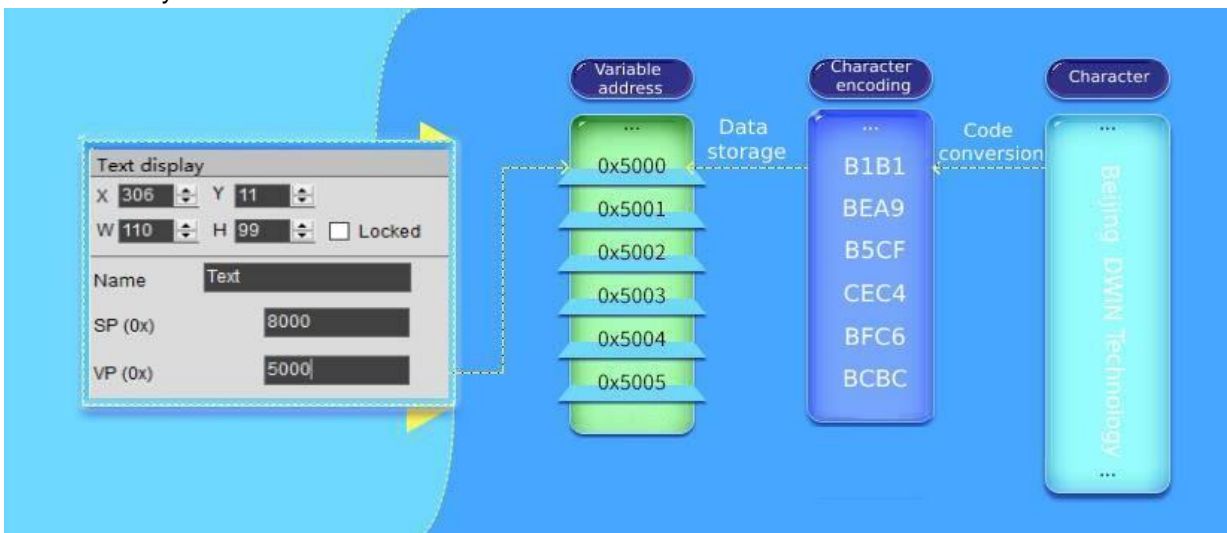 Text display
X 306 Y 11
W 110 H 99 Locked
Name Text
SP (0x) 8000
VP (0x) 5000
Variable
address
...
0x5000
0x5001
0x5002
0x5003
0x5004
0x5005
Data
storage
Character
encoding
...
B1B1
BEA9
B5CF
CEC4
BFC6
BCBC
Code
conversion
Character
...
Beijing DWIN Technology
...